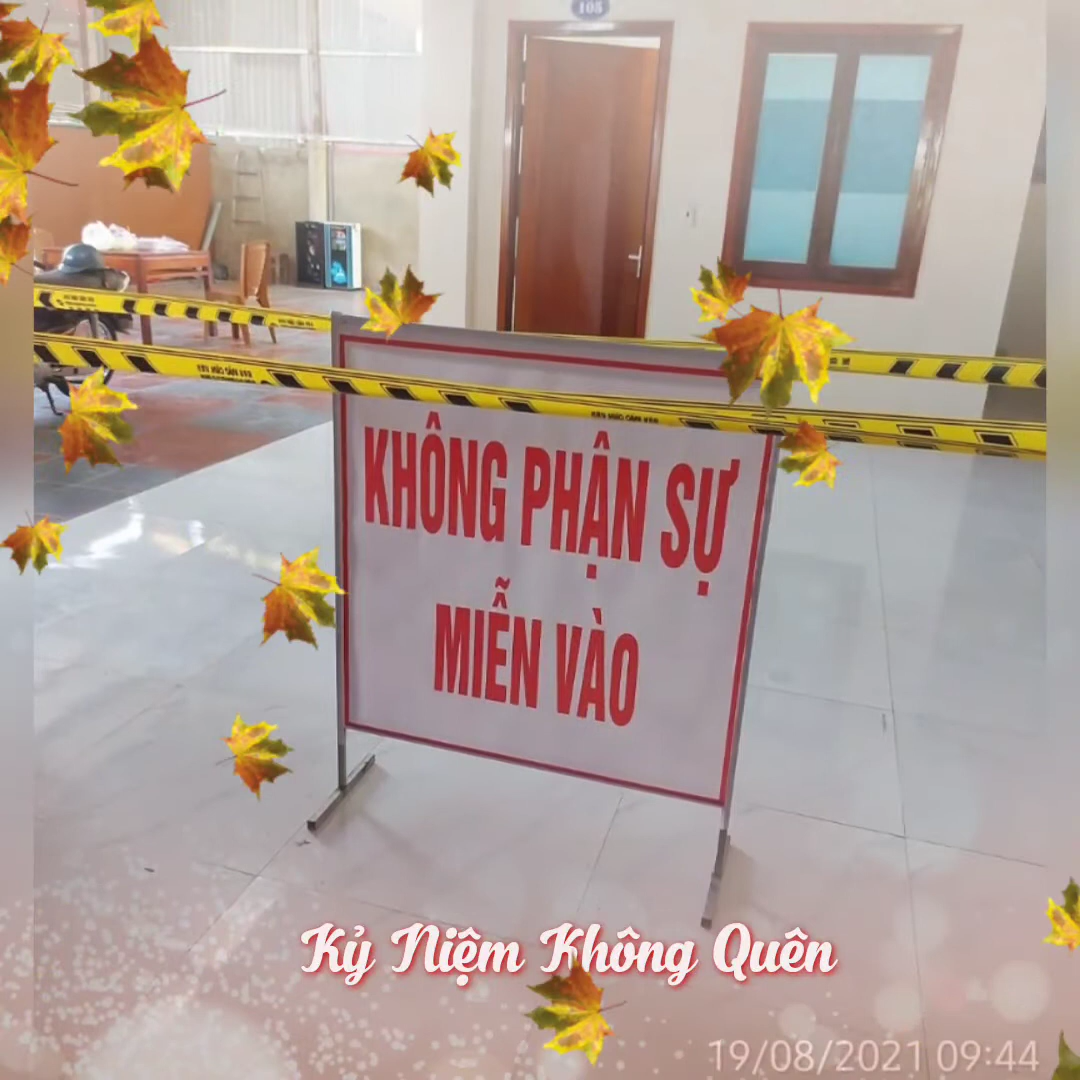 105
KHÔNG PHẬN SỰ
MIỄN VÀO
Kỷ Niệm Không Quên
19/08/2021 09:44